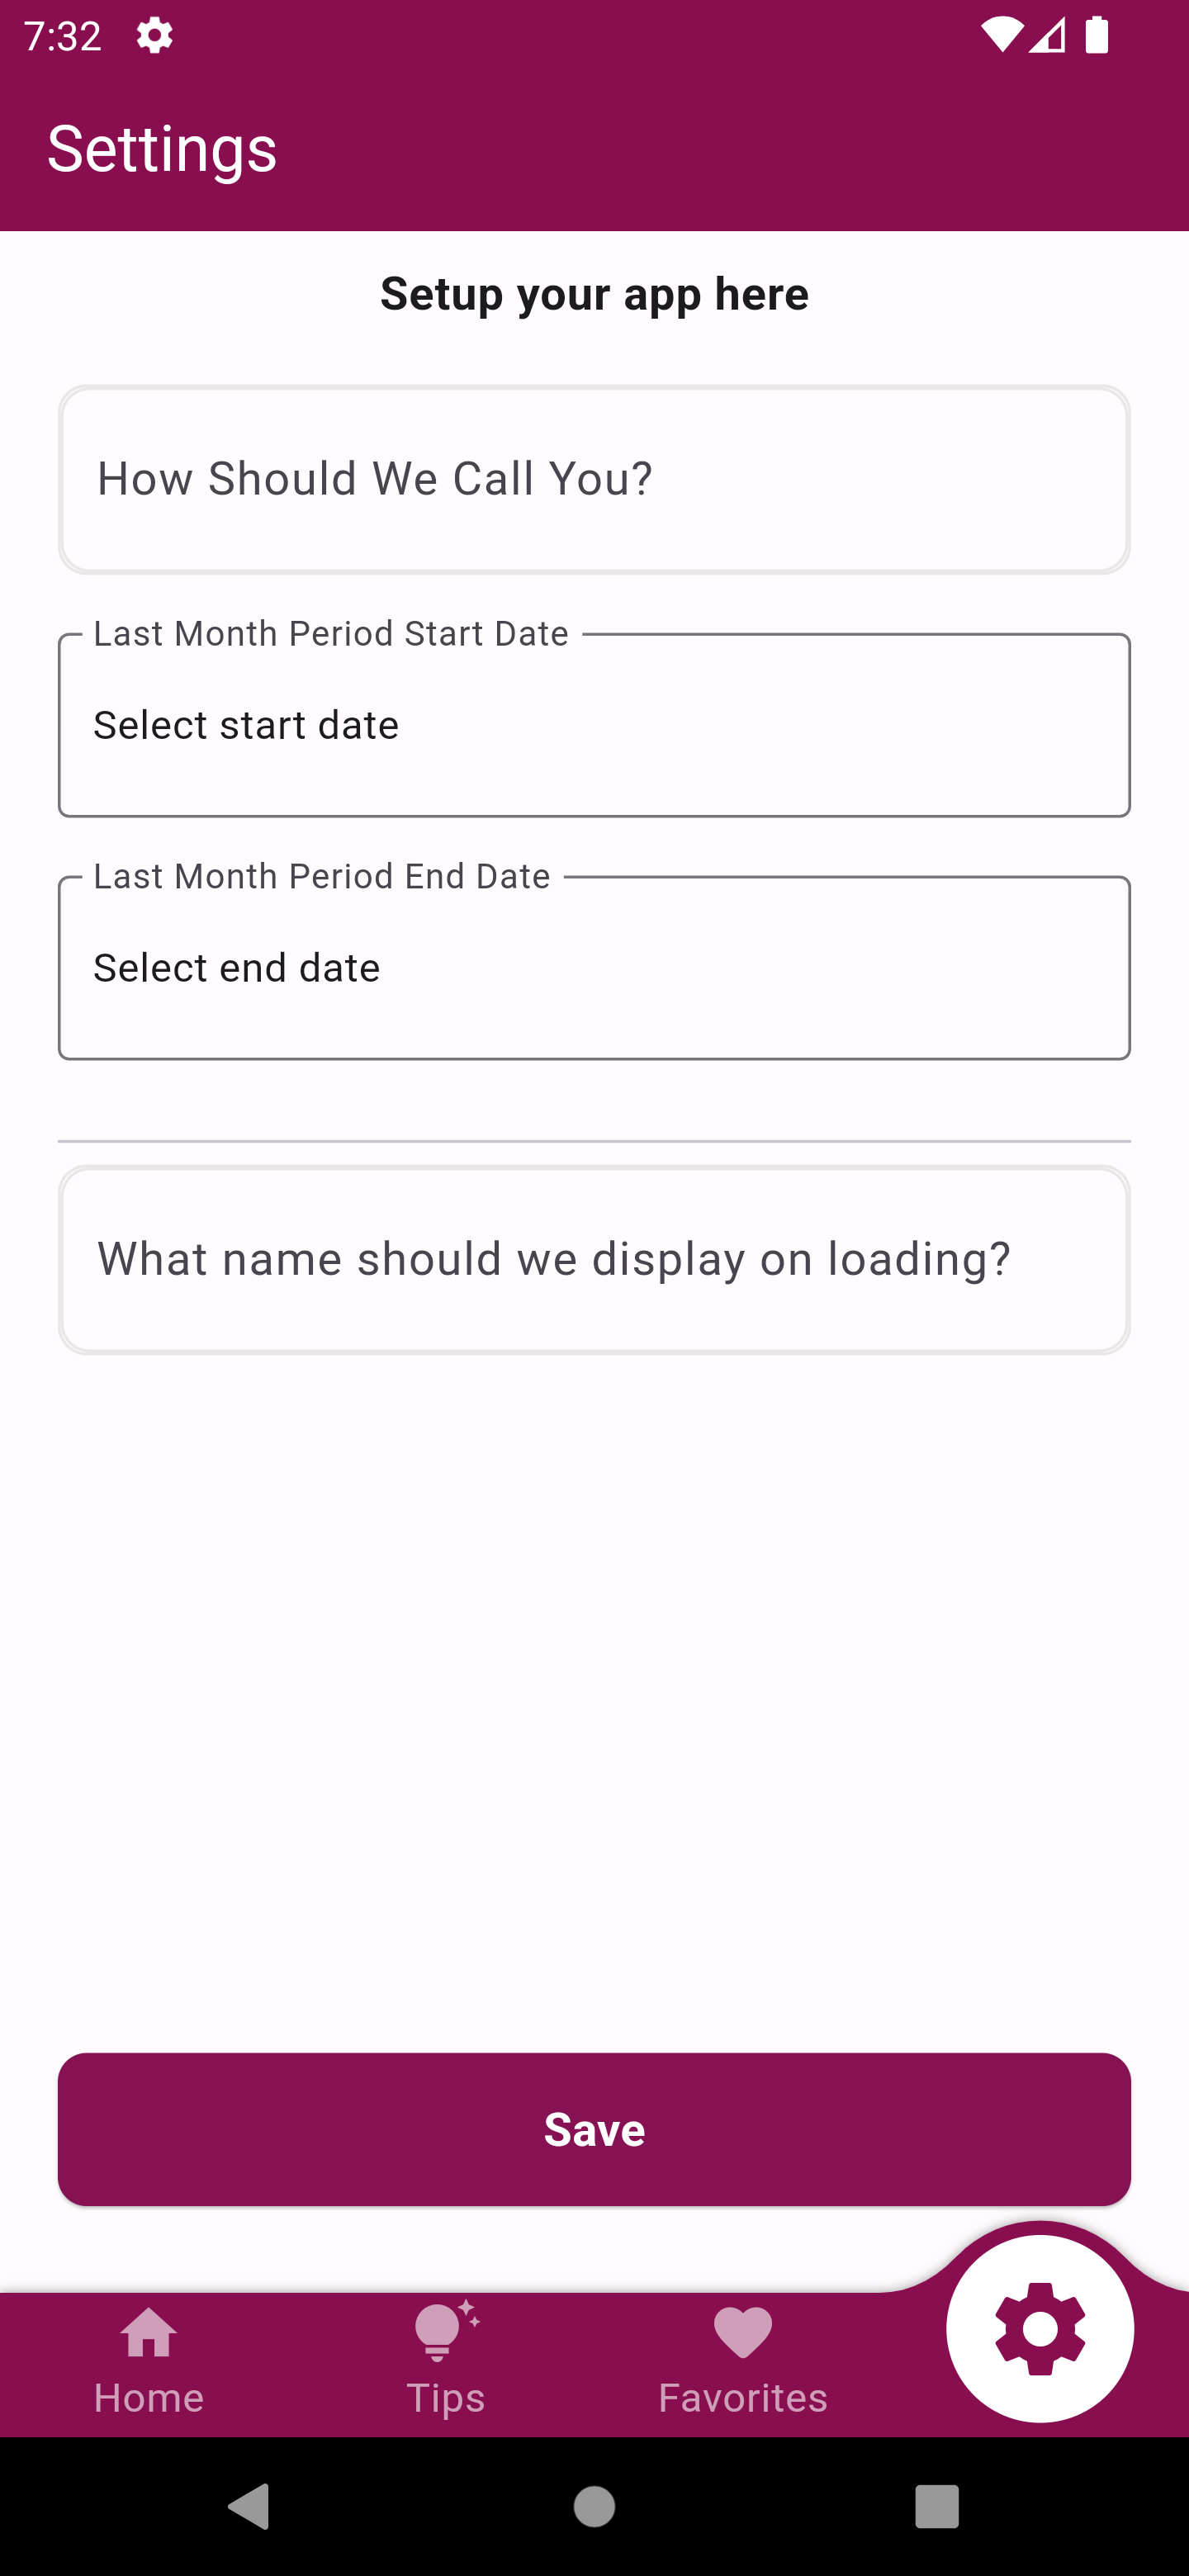 7:32
Settings
Setup your app here
How Should We Call You?
Last Month Period Start Date
Select start date
Last Month Period End Date
Select end date
What name should we display on loading?
Save
Home
Tips
Favorites